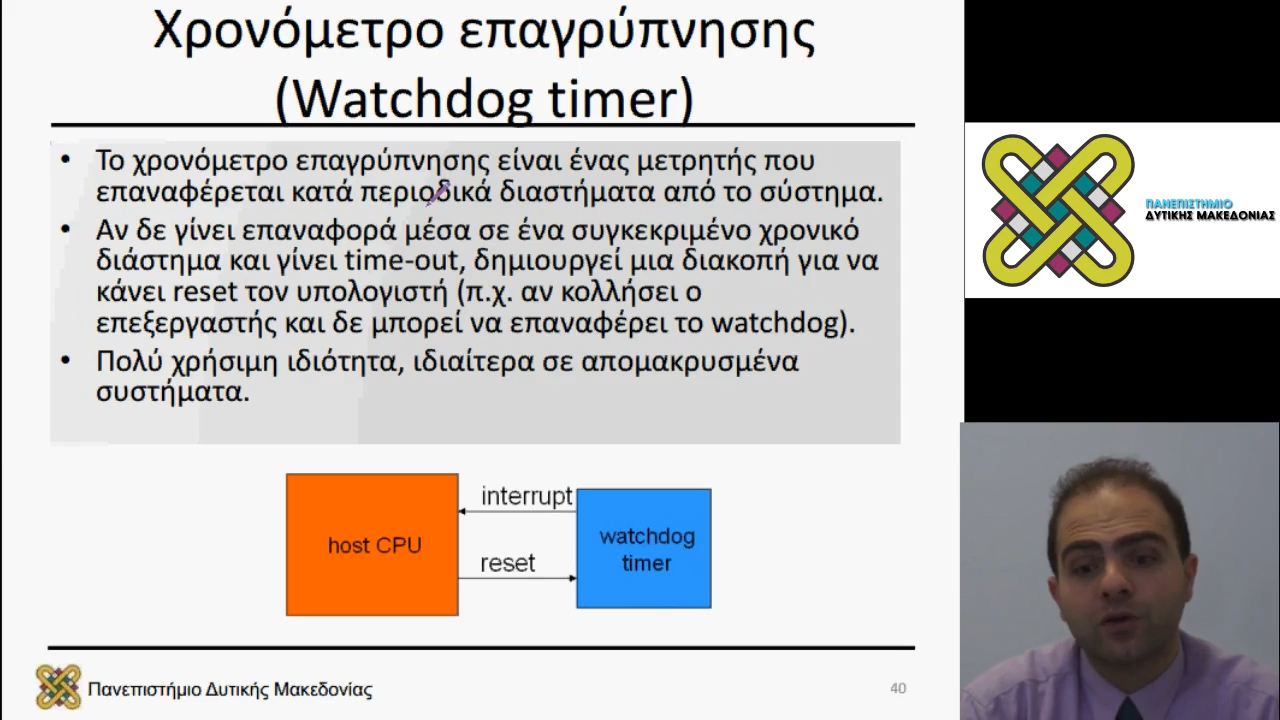 Χρονόμετρο επαγρύπνησης
(Watchdog timer)
• Το χρονόμετρο επαγρύπνησης είναι ένας μετρητής που
επαναφέρεται κατά περιοδικά διαστήματα από το σύστημα.
• Αν δε γίνει επαναφορά μέσα σε ένα συγκεκριμένο χρονικό
διάστημα και γίνει time-out, δημιουργεί μια διακοπή για να
κάνει reset τον υπολογιστή (π.χ. αν κολλήσει ο
επεξεργαστής και δε μπορεί να επαναφέρει το watchdog).
• Πολύ χρήσιμη ιδιότητα, ιδιαίτερα σε απομακρυσμένα
συστήματα.
host CPU
interrupt
reset
watchdog
timer
Πανεπιστήμιο Δυτικής Μακεδονίας
40
ΠΑΝΕΠΙΣΤΗΜΙΟ
ΔΥΤΙΚΗΣ ΜΑΚΕΔΟΝΙΑΣ